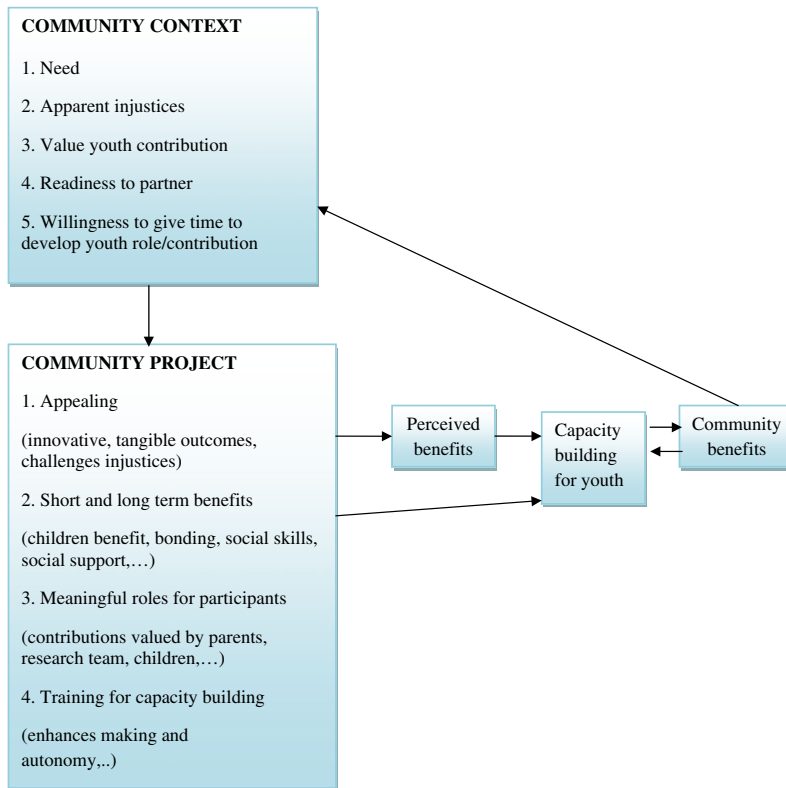 COMMUNITY CONTEXT
1. Need
2. Apparent injustices
3. Value youth contribution
4. Readiness to partner
5. Willingness to give time to
develop youth role/contribution
COMMUNITY PROJECT
1. Appealing
(innovative, tangible outcomes,
challenges injustices)
2. Short and long term benefits
(children benefit, bonding, social skills,
social support,…)
3. Meaningful roles for participants
(contributions valued by parents,
research team, children,…)
4. Training for capacity building
(enhances making and
autonomy,..)
Perceived
benefits
Capacity
building
for youth
Community
benefits